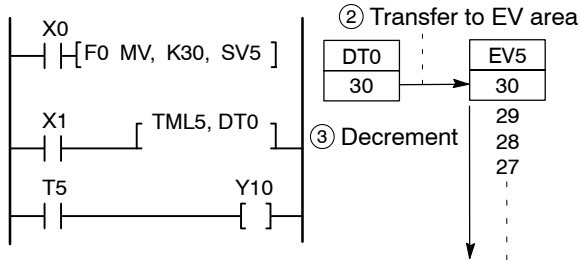 ② Transfer to EV area
X0
F0 MV, K30, SV5
DT0 EV5
30 30
X1 TML5, DT0
29
③ Decrement 28
27
T5 Y10